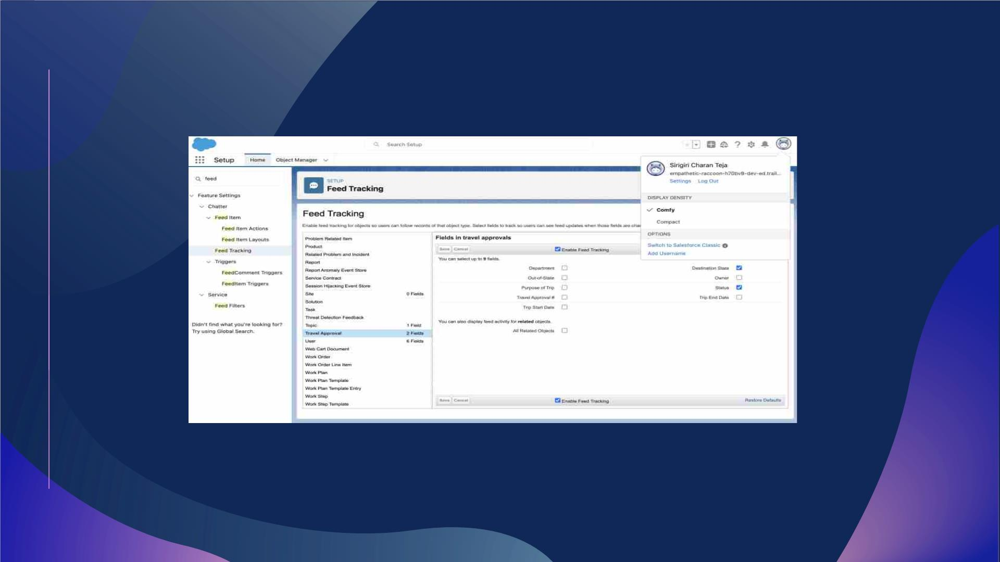 Search Setup
Setup
Home
Object Manager
feed
Feature Settings
Chatter
Feed Item
Feed Item Actions
Feed Item Layouts
Feed Tracking
Triggers
FeedComment Triggers
FeedItem Triggers
Service
Feed Filters
Didn't find what you're looking for?
Try using Global Search.
SETUP
Feed Tracking
Feed Tracking
Enable feed tracking for objects so users can follow records of that object type. Select fields to track so users can see feed updates when those fields are
Problem Related Item
Product
Related Problem and Incident
Report
Report Anomaly Event Store
Service Contract
Session Hijacking Event Store
Site 0 Fields
Solution
Task
Threat Detection Feedback
Topic 1 Field
Travel Approval 2 Fields
User 6 Fields
Web Cart Document
Work Order
Work Order Line Item
Work Plan
Work Plan Template
Work Plan Template Entry
Work Step
Work Step Template
Fields in travel approvals
Save Cancel Enable Feed Tracking
You can select up to 9 fields.
Department Destination State
Out-of-State Owner
Purpose of Trip Status
Travel Approval # Trip End Date
Trip Start Date
You can also display feed activity for related objects.
All Related Objects
Save Cancel Enable Feed Tracking Restore Defaults
Sirigiri Charan Teja
empathetic-raccoon-h70bv8-dev-ed.trail...
Settings Log Out
DISPLAY DENSITY
Comfy
Compact
OPTIONS
Switch to Salesforce Classic
Add Username